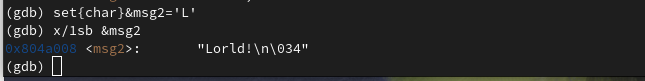 (gdb) set{char}&msg2='L'
(gdb) x/1sb &msg2
0x804a008 <msg2>:       "Lorld!\n\034"
(gdb)